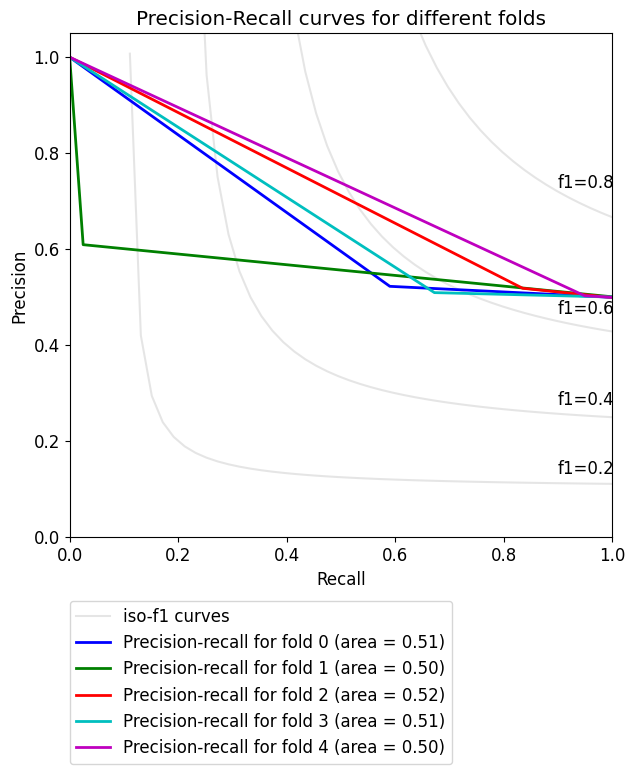 Precision-Recall curves for different folds
1.0
0.8
0.6
0.4
0.2
0.0
Precision
f1=0.8
f1=0.6
f1=0.4
f1=0.2
0.0 0.2 0.4 0.6 0.8 1.0
Recall
iso-f1 curves
Precision-recall for fold 0 (area = 0.51)
Precision-recall for fold 1 (area = 0.50)
Precision-recall for fold 2 (area = 0.52)
Precision-recall for fold 3 (area = 0.51)
Precision-recall for fold 4 (area = 0.50)